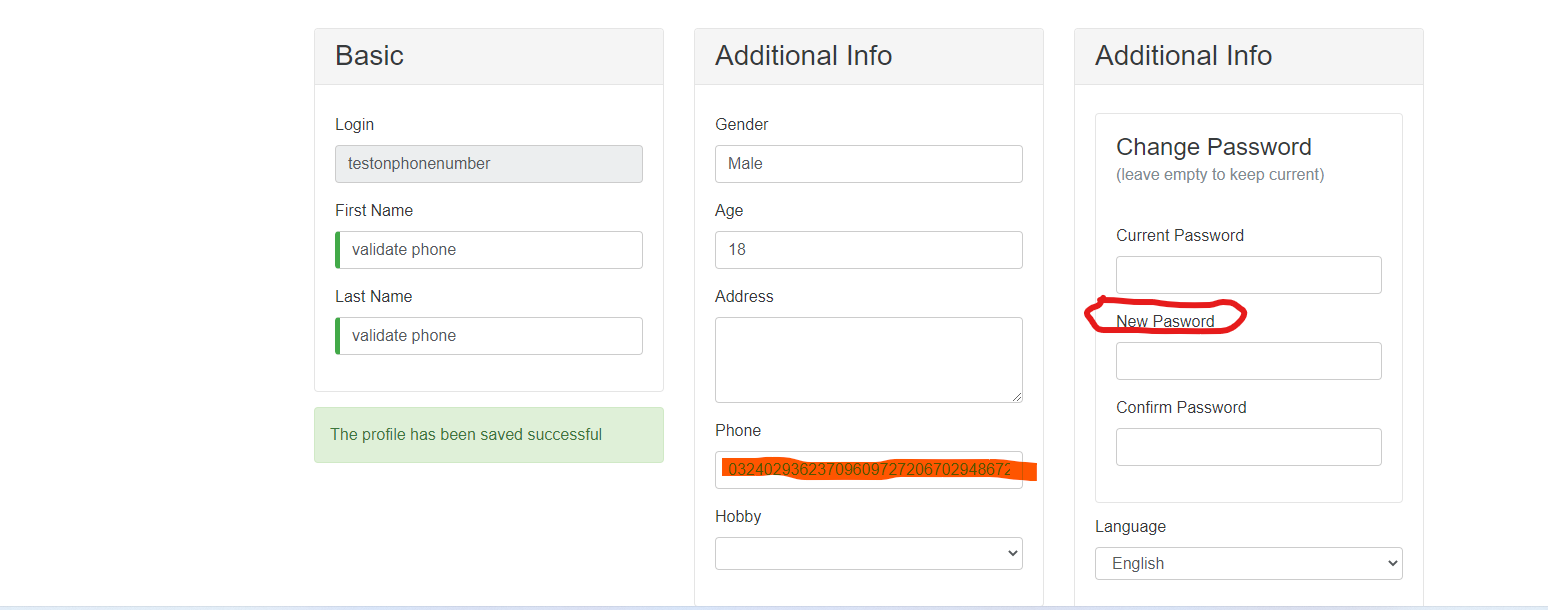 Basic
Login
testonphonenumber
First Name
validate phone
Last Name
validate phone
The profile has been saved successful
Additional Info
Gender
Male
Age
18
Address
Phone
03240293623709609727206702948672
Hobby
Additional Info
Change Password
(leave empty to keep current)
Current Password
New Pasword
Confirm Password
Language
English